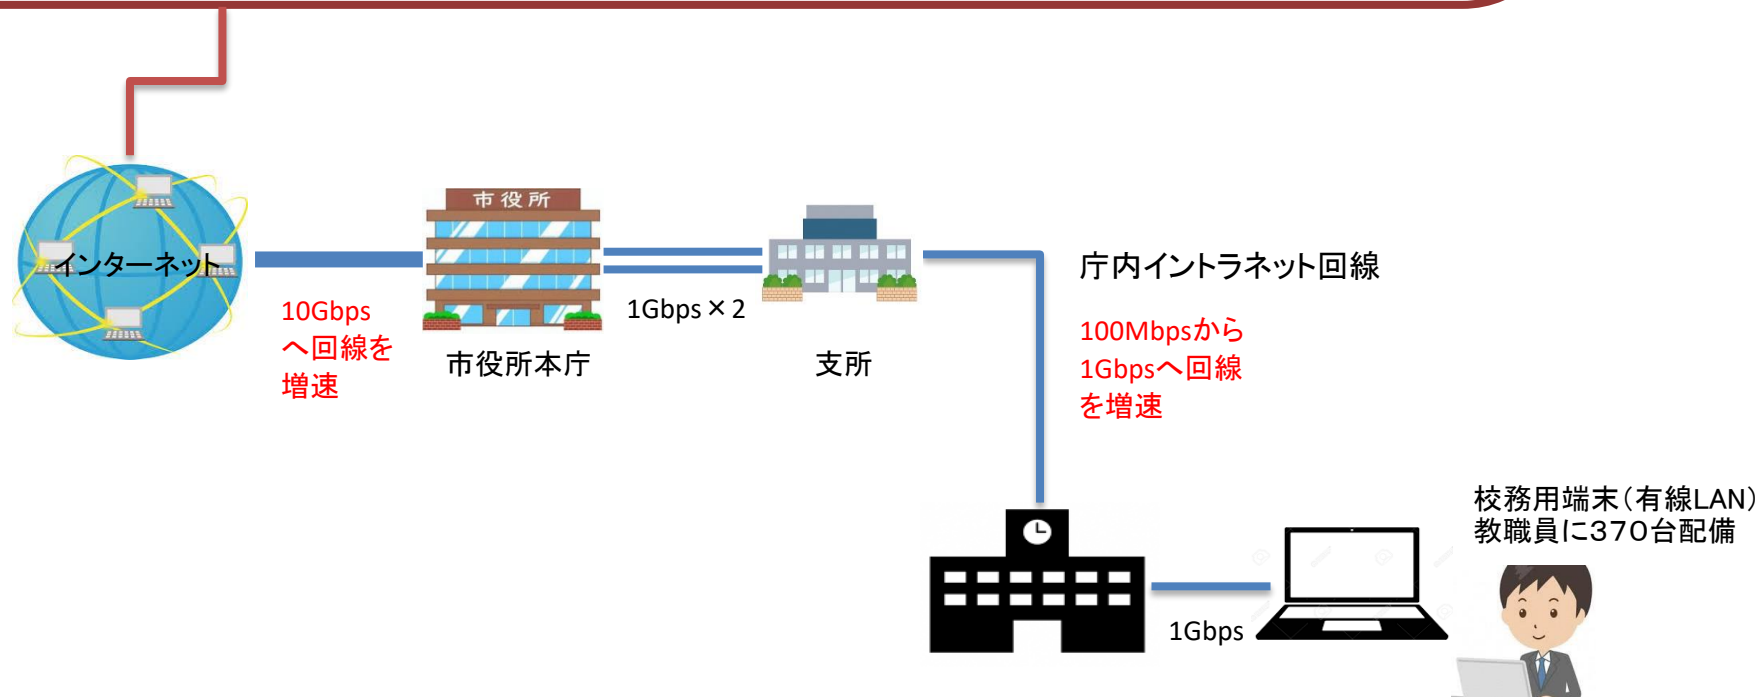 市役所
インターネット
10Gbps
へ回線を
増速
市役所本庁
1Gbps×2
支所
庁内イントラネット回線
100Mbpsから
1Gbpsへ回線
を増速
1Gbps
校務用端末（有線LAN）
教職員に３７０台配備